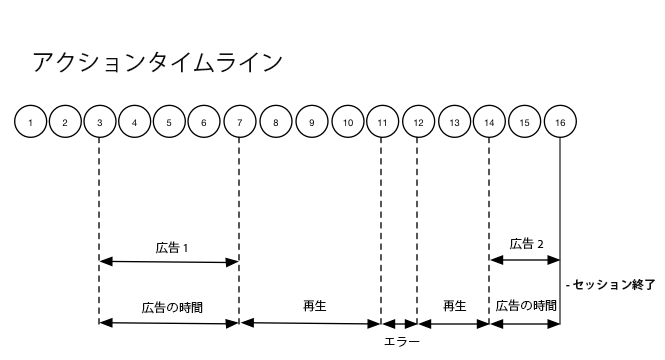 アクションタイムライン
1 2 3 4 5 6 7 8 9 10 11 12 13 14 15 16
広告 1
広告 2
- セッション終了
広告の時間 再生 再生 広告の時間
エラー